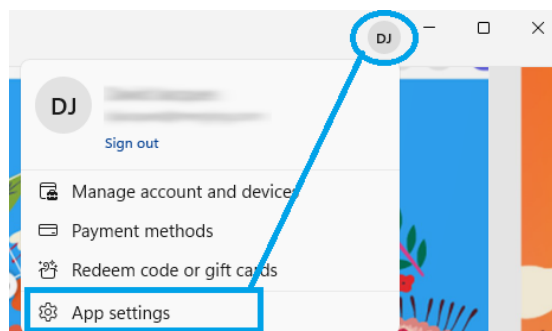 DJ
DJ
Sign out
Manage account and devices
Payment methods
Redeem code or gift cards
App settings